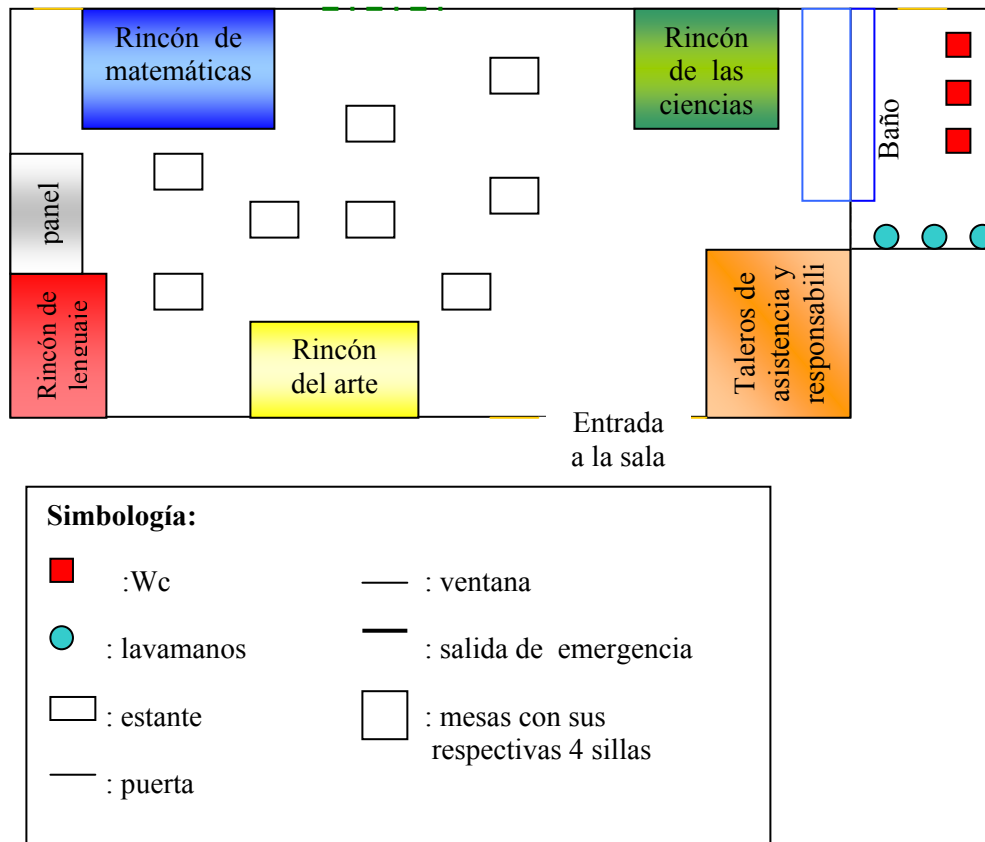 Rincón de
matemáticas
Rincón
de las
ciencias
Baño
panel
Rincón de
lenguaje
Rincón
del arte
Taleros de
asistencia y
responsabili
Entrada
a la sala
Simbología:
:Wc
: lavamanos
: estante
: puerta
: ventana
: salida de emergencia
: mesas con sus
respectivas 4 sillas